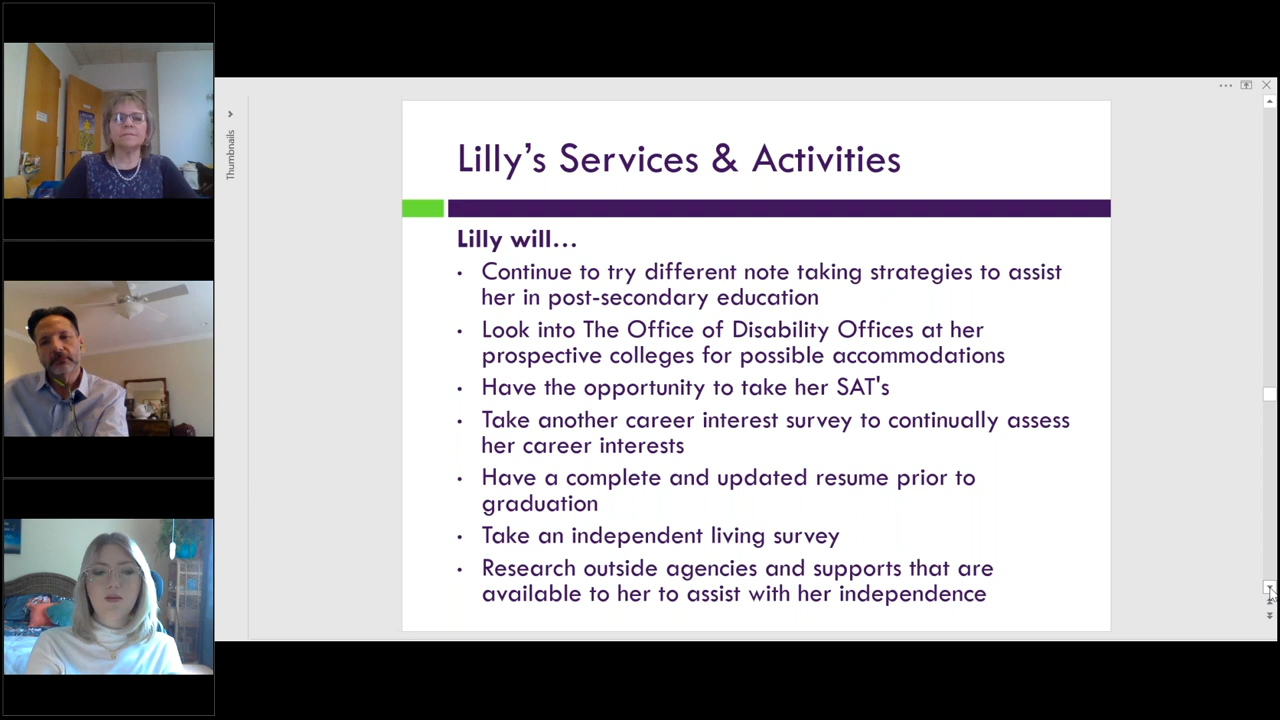 Thumbnails
Lilly’s Services & Activities
Lilly will…
• Continue to try different note taking strategies to assist
her in post-secondary education
• Look into The Office of Disability Offices at her
prospective colleges for possible accommodations
• Have the opportunity to take her SAT's
• Take another career interest survey to continually assess
her career interests
• Have a complete and updated resume prior to
graduation
• Take an independent living survey
• Research outside agencies and supports that are
available to her to assist with her independence